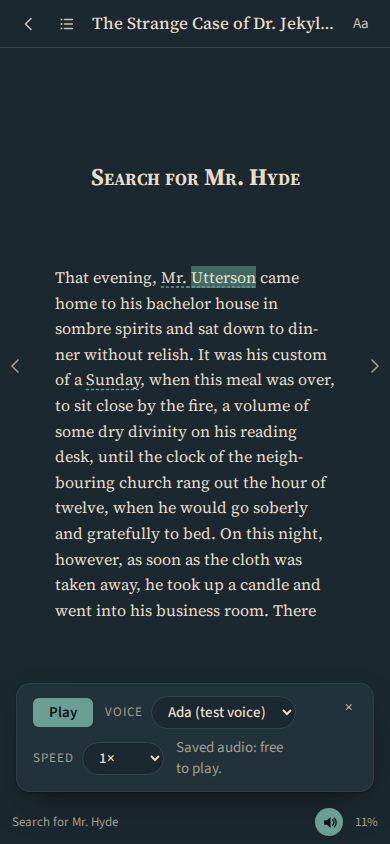 The Strange Case of Dr. Jekyl...
Aa
Search for Mr. Hyde
That evening, Mr. Utterson came
home to his bachelor house in
sombre spirits and sat down to din-
ner without relish. It was his custom
of a Sunday, when this meal was over,
to sit close by the fire, a volume of
some dry divinity on his reading
desk, until the clock of the neigh-
bouring church rang out the hour of
twelve, when he would go soberly
and gratefully to bed. On this night,
however, as soon as the cloth was
taken away, he took up a candle and
went into his business room. There
Play
VOICE
Ada (test voice)
×
SPEED
1×
Saved audio: free
to play.
Search for Mr. Hyde
11%